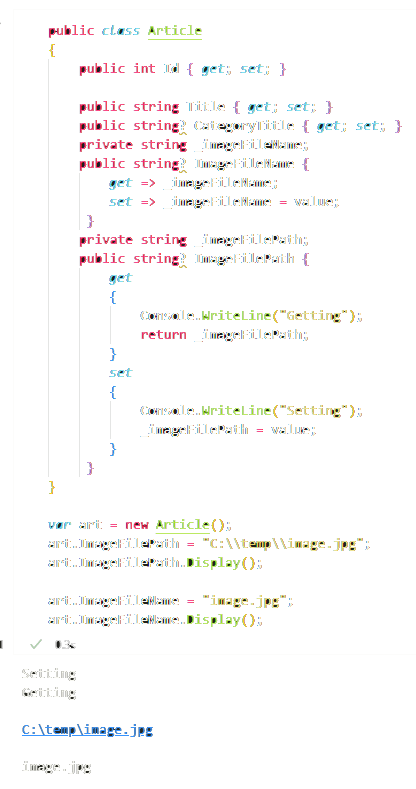 public class Article
{
public int Id { get; set; }
public string Title { get; set; }
public string? CategoryTitle { get; set; }
private string _imageFileName;
public string? ImageFileName {
get => _imageFileName;
set => _imageFileName = value;
}
private string _imageFilePath;
public string? ImageFilePath {
get
{
Console.WriteLine("Getting");
return _imageFilePath;
}
set
{
Console.WriteLine("Setting");
_imageFilePath = value;
}
}
}
var art = new Article();
art.ImageFilePath = "C:\\temp\\image.jpg";
art.ImageFilePath.Display();
art.ImageFileName = "image.jpg";
art.ImageFileName.Display();
✓ 0.3s
Setting
Getting
C:\temp\image.jpg
image.jpg